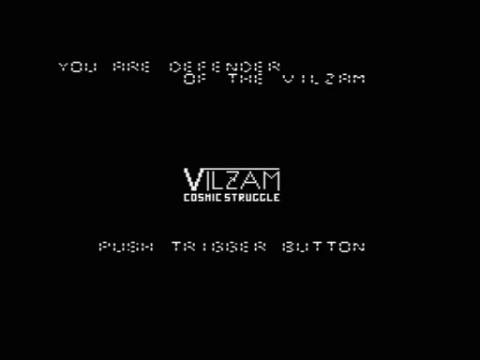 YOU ARE DEFENDER
OF THE VILZAM
VILZAM
COSMIC STRUGGLE
PUSH TRIGGER BUTTON